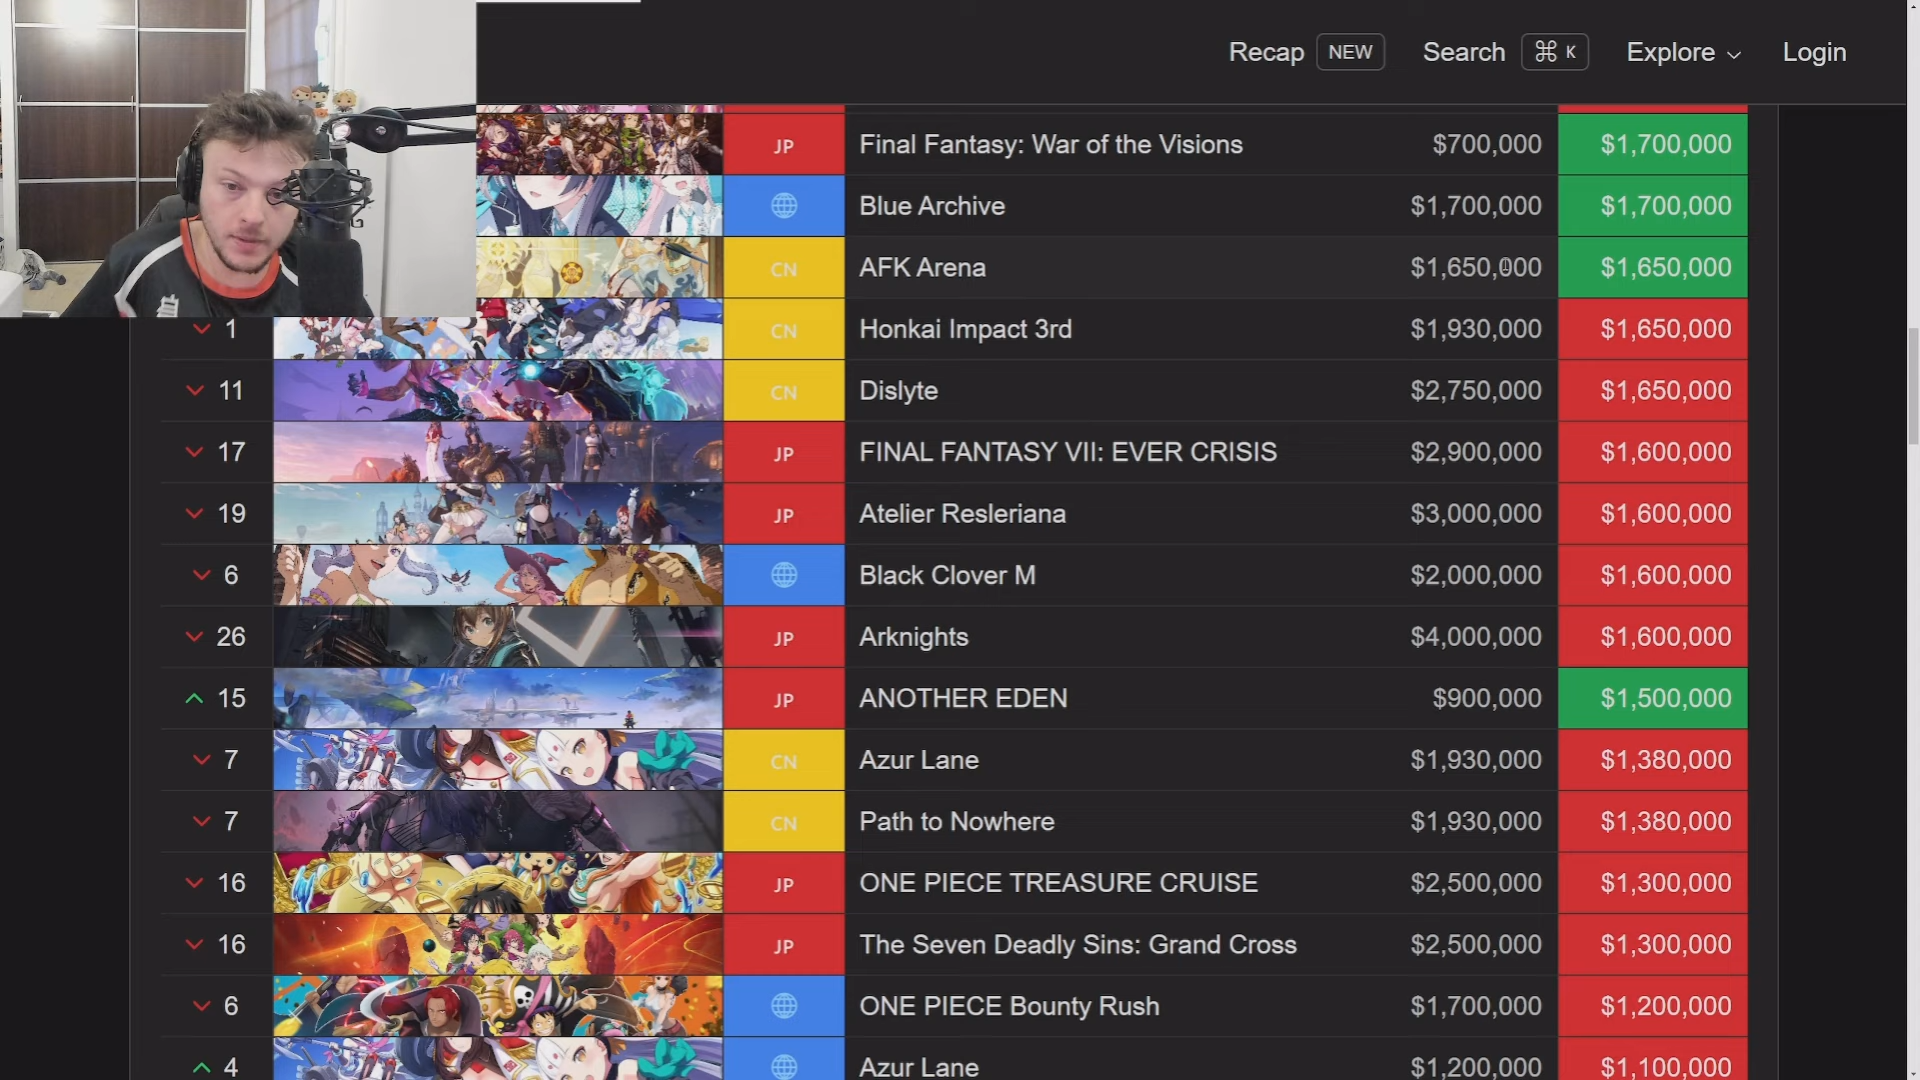 Recap NEW Search ⌘ K Explore Login
JP Final Fantasy: War of the Visions $700,000 $1,700,000
Blue Archive $1,700,000 $1,700,000
CN AFK Arena $1,650,000 $1,650,000
1 CN Honkai Impact 3rd $1,930,000 $1,650,000
11 CN Dislyte $2,750,000 $1,650,000
17 JP FINAL FANTASY VII: EVER CRISIS $2,900,000 $1,600,000
19 JP Atelier Resleriana $3,000,000 $1,600,000
6 Black Clover M $2,000,000 $1,600,000
26 JP Arknights $4,000,000 $1,600,000
15 JP ANOTHER EDEN $900,000 $1,500,000
7 CN Azur Lane $1,930,000 $1,380,000
7 CN Path to Nowhere $1,930,000 $1,380,000
16 JP ONE PIECE TREASURE CRUISE $2,500,000 $1,300,000
16 JP The Seven Deadly Sins: Grand Cross $2,500,000 $1,300,000
6 ONE PIECE Bounty Rush $1,700,000 $1,200,000
4 Azur Lane $1,200,000 $1,100,000